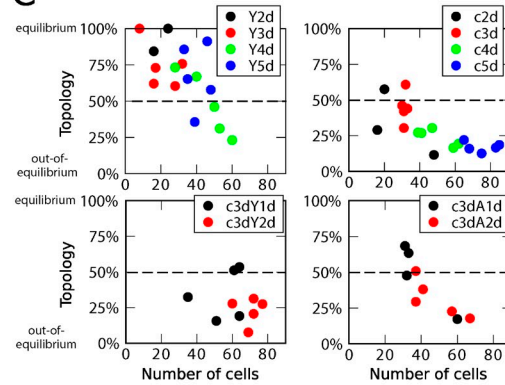 C
equilibrium 100% Y2d 100% c2d
Y3d c3d
75% Y4d 75% c4d
Y5d c5d
Topology 50% 50%
25% 25%
out-of-
equilibrium 0% 0%
0 20 40 60 80 0 20 40 60 80
equilibrium 100% c3dY1d 100% c3dA1d
c3dY2d c3dA2d
75% 75%
Topology 50% 50%
25% 25%
out-of-
equilibrium 0% 0%
0 20 40 60 80 0 20 40 60 80
Number of cells Number of cells